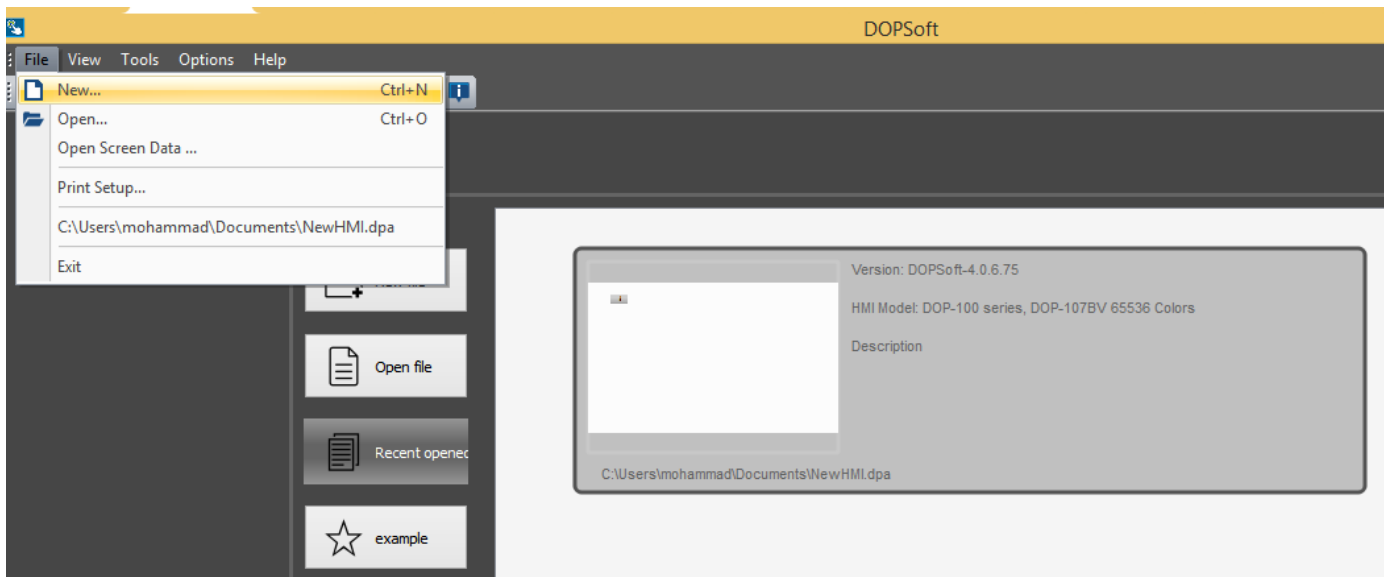 DOPSoft
File View Tools Options Help
New... Ctrl+N
Open... Ctrl+O
Open Screen Data ...
Print Setup...
C:\Users\mohammad\Documents\NewHMI.dpa
Exit
Open file
Recent opened
example
Version: DOPSoft-4.0.6.75
HMI Model: DOP-100 series, DOP-107BV 65536 Colors
Description
C:\Users\mohammad\Documents\NewHMI.dpa